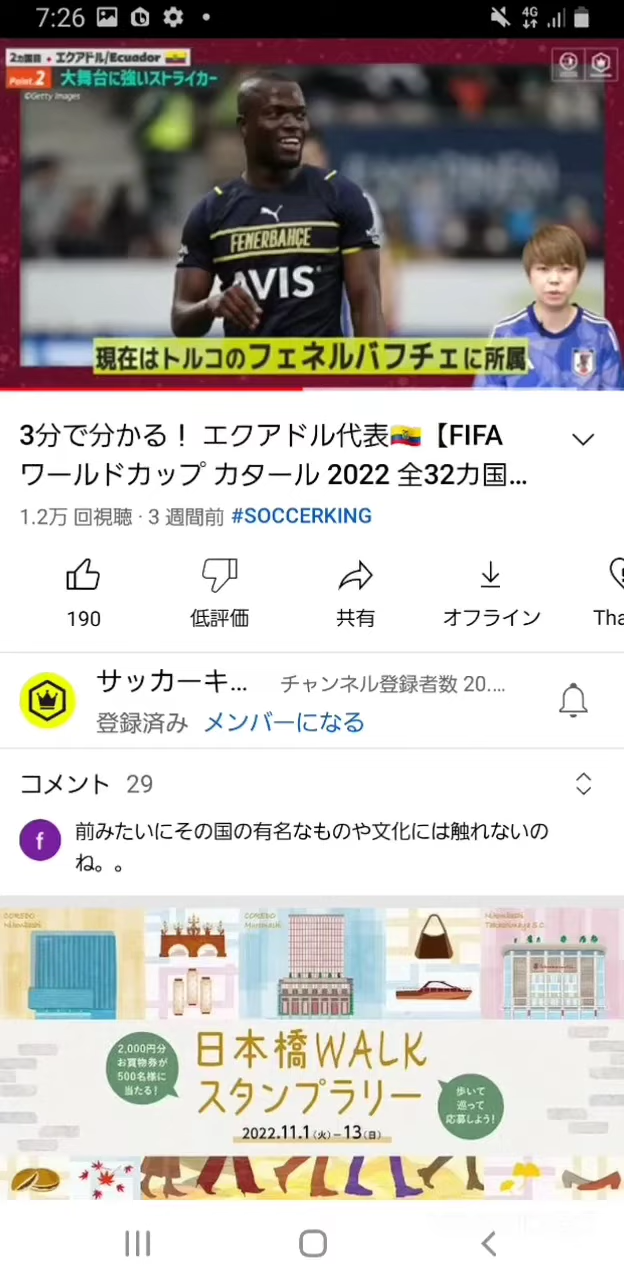 7:26
4G
2カ国目 • エクアドル/Ecuador
Point.2 大舞台に強いストライカー
©Getty Images
FENERBAHÇE
AVIS
現在はトルコのフェネルバフチェに所属
3分で分かる！ エクアドル代表🇪🇨【FIFA
ワールドカップ カタール 2022 全32カ国...
1.2万 回視聴 · 3 週間前 #SOCCERKING
190
低評価
共有
オフライン
Tha
サッカーキ...
チャンネル登録者数 20....
登録済み メンバーになる
コメント 29
f
前みたいにその国の有名なものや文化には触れないの
ね。。
COREDO
Nihonbashi
COREDO
Muromachi
Nihonbashi
Takashimaya S.C.
2,000円分
お買物券が
500名様に
当たる!
日本橋WALK
スタンプラリー
2022.11.1(火)-13(日)
歩いて
巡って
応募しよう!